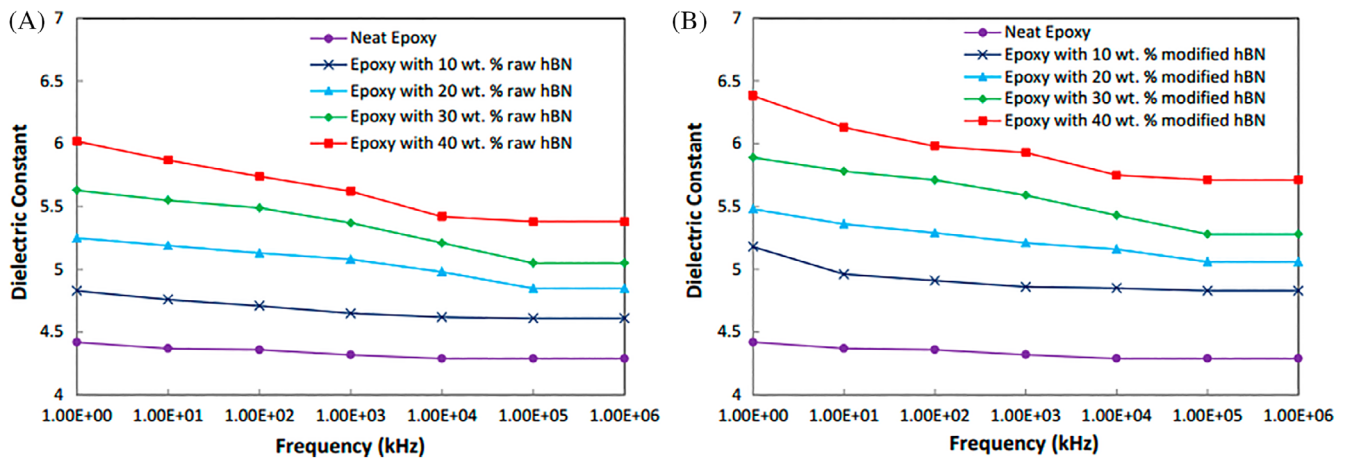 (A)
7
6.5
6
5.5
5
4.5
4
Dielectric Constant
Neat Epoxy
Epoxy with 10 wt. % raw hBN
Epoxy with 20 wt. % raw hBN
Epoxy with 30 wt. % raw hBN
Epoxy with 40 wt. % raw hBN
1.00E+00 1.00E+01 1.00E+02 1.00E+03 1.00E+04 1.00E+05 1.00E+06
Frequency (kHz)
(B)
7
6.5
6
5.5
5
4.5
4
Dielectric Constant
Neat Epoxy
Epoxy with 10 wt. % modified hBN
Epoxy with 20 wt. % modified hBN
Epoxy with 30 wt. % modified hBN
Epoxy with 40 wt. % modified hBN
1.00E+00 1.00E+01 1.00E+02 1.00E+03 1.00E+04 1.00E+05 1.00E+06
Frequency (kHz)